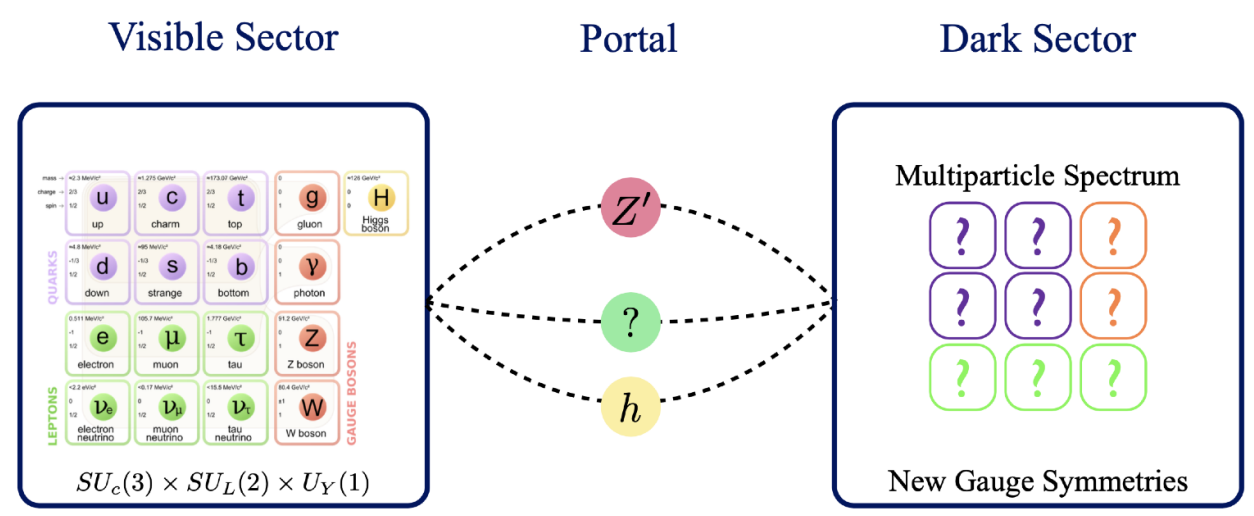 Visible Sector
Portal
Dark Sector
mass →
charge →
spin →
≈2.3 MeV/c²
2/3
1/2
u
up
≈1.275 GeV/c²
2/3
1/2
c
charm
≈173.07 GeV/c²
2/3
1/2
t
top
0
0
1
g
gluon
≈126 GeV/c²
0
0
H
Higgs
boson
QUARKS
≈4.8 MeV/c²
-1/3
1/2
d
down
≈95 MeV/c²
-1/3
1/2
s
strange
≈4.18 GeV/c²
-1/3
1/2
b
bottom
0
0
1
γ
photon
LEPTONS
0.511 MeV/c²
-1
1/2
e
electron
105.7 MeV/c²
-1
1/2
μ
muon
1.777 GeV/c²
-1
1/2
τ
tau
91.2 GeV/c²
0
1
Z
Z boson
GAUGE BOSONS
<2.2 eV/c²
0
1/2
νe
electron
neutrino
<0.17 MeV/c²
0
1/2
νμ
muon
neutrino
<15.5 MeV/c²
0
1/2
ντ
tau
neutrino
80.4 GeV/c²
±1
1
W
W boson
SU_c(3) × SU_L(2) × U_Y(1)
Z′
?
h
Multiparticle Spectrum
? ? ?
? ? ?
? ? ?
New Gauge Symmetries